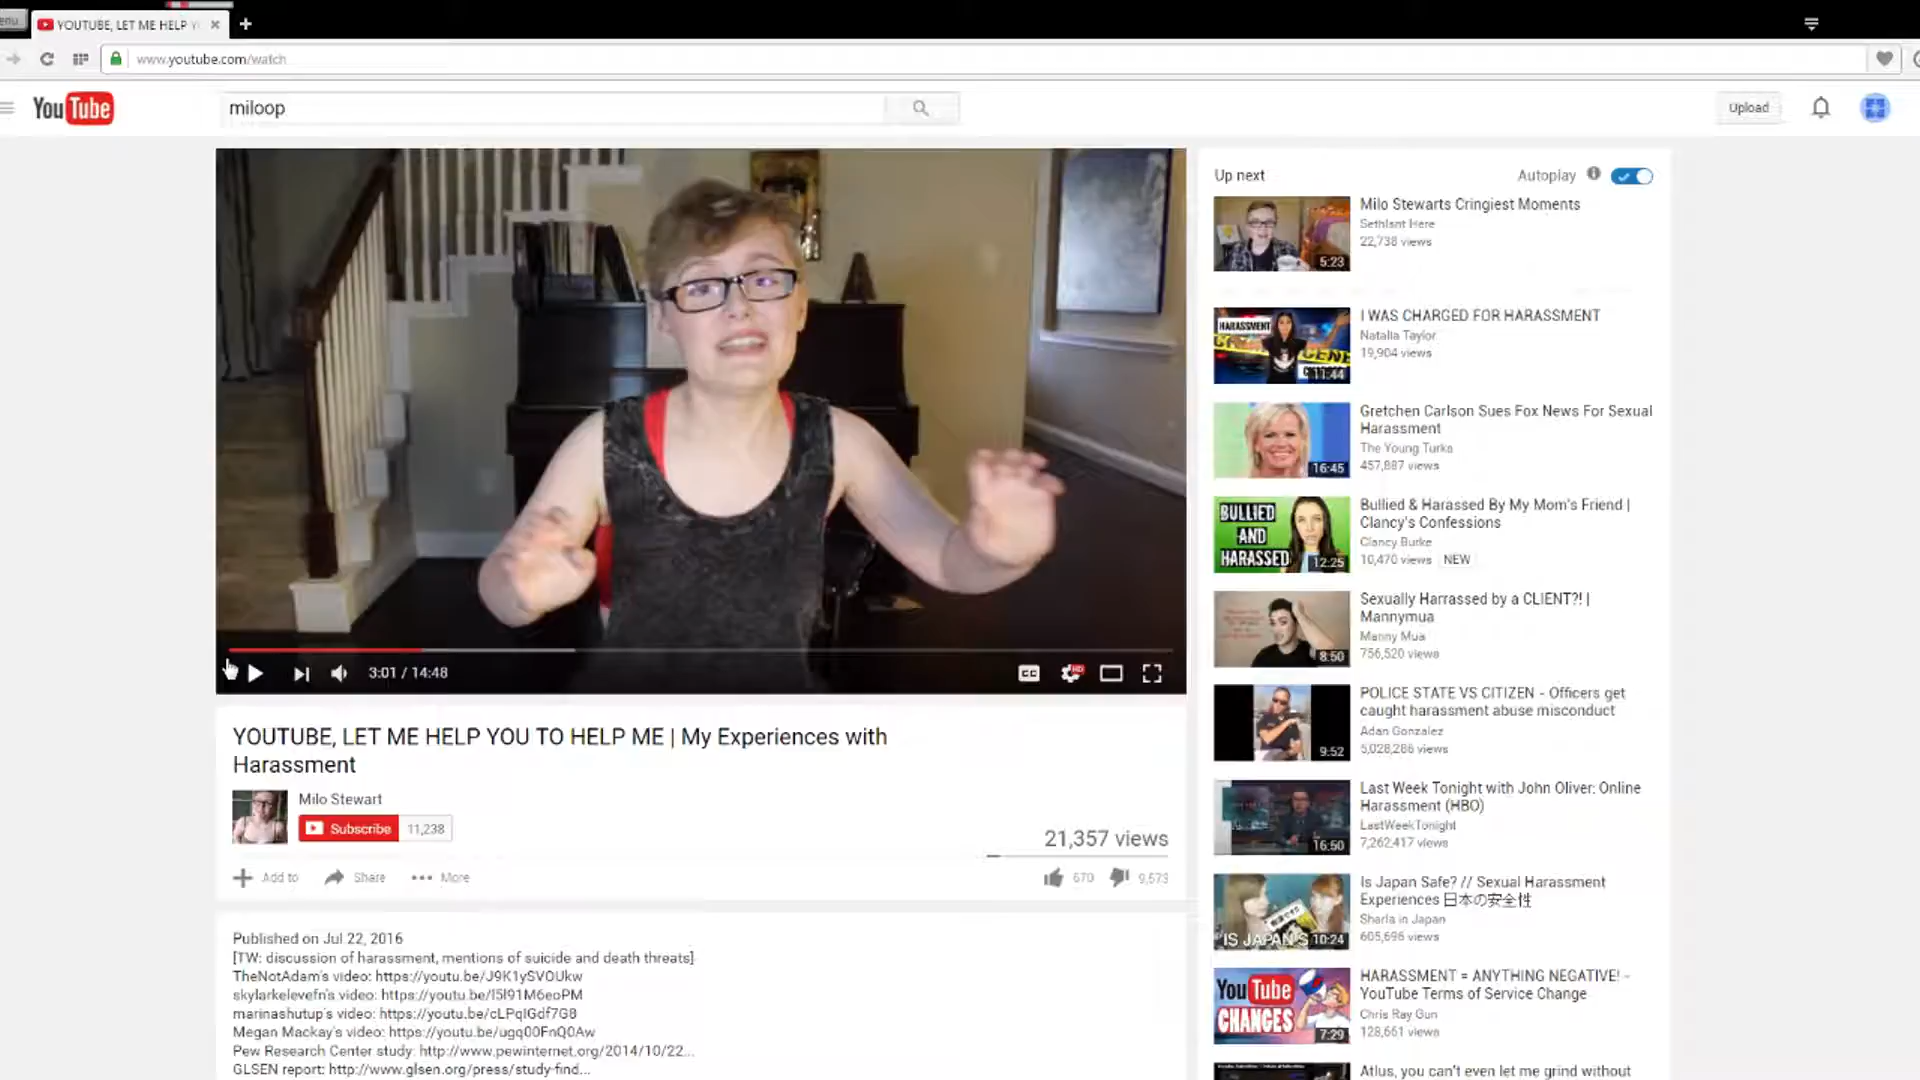 YOUTUBE, LET ME HELP Y
www.youtube.com/watch
YouTube
miloop
Upload
3:01 / 14:48
CC
HD
YOUTUBE, LET ME HELP YOU TO HELP ME | My Experiences with
Harassment
Milo Stewart
Subscribe
11,238
21,357 views
Add to
Share
More
670
9,573
Published on Jul 22, 2016
[TW: discussion of harassment, mentions of suicide and death threats]
TheNotAdam's video: https://youtu.be/J9K1ySVOUkw
skylarkelevefn's video: https://youtu.be/I5I91M6eoPM
marinashutup's video: https://youtu.be/cLPqIGdf7G8
Megan Mackay's video: https://youtu.be/ugq00FnQ0Aw
Pew Research Center study: http://www.pewinternet.org/2014/10/22...
GLSEN report: http://www.glsen.org/press/study-find...
Up next
Autoplay
5:23
Milo Stewarts Cringiest Moments
SethIsnt Here
22,738 views
HARASSMENT
11:44
I WAS CHARGED FOR HARASSMENT
Natalia Taylor
19,904 views
16:45
Gretchen Carlson Sues Fox News For Sexual
Harassment
The Young Turks
457,887 views
BULLIED
AND
HARASSED
12:25
Bullied & Harassed By My Mom's Friend |
Clancy's Confessions
Clancy Burke
10,470 views NEW
8:50
Sexually Harrassed by a CLIENT?! |
Mannymua
Manny Mua
756,520 views
9:52
POLICE STATE VS CITIZEN - Officers get
caught harassment abuse misconduct
Adan Gonzalez
5,028,286 views
16:50
Last Week Tonight with John Oliver: Online
Harassment (HBO)
LastWeekTonight
7,262,417 views
IS JAPAN S
10:24
Is Japan Safe? // Sexual Harassment
Experiences 日本の安全性
Sharla in Japan
605,696 views
YouTube
CHANGES
7:29
HARASSMENT = ANYTHING NEGATIVE! -
YouTube Terms of Service Change
Chris Ray Gun
128,661 views
Atlus, you can't even let me grind without